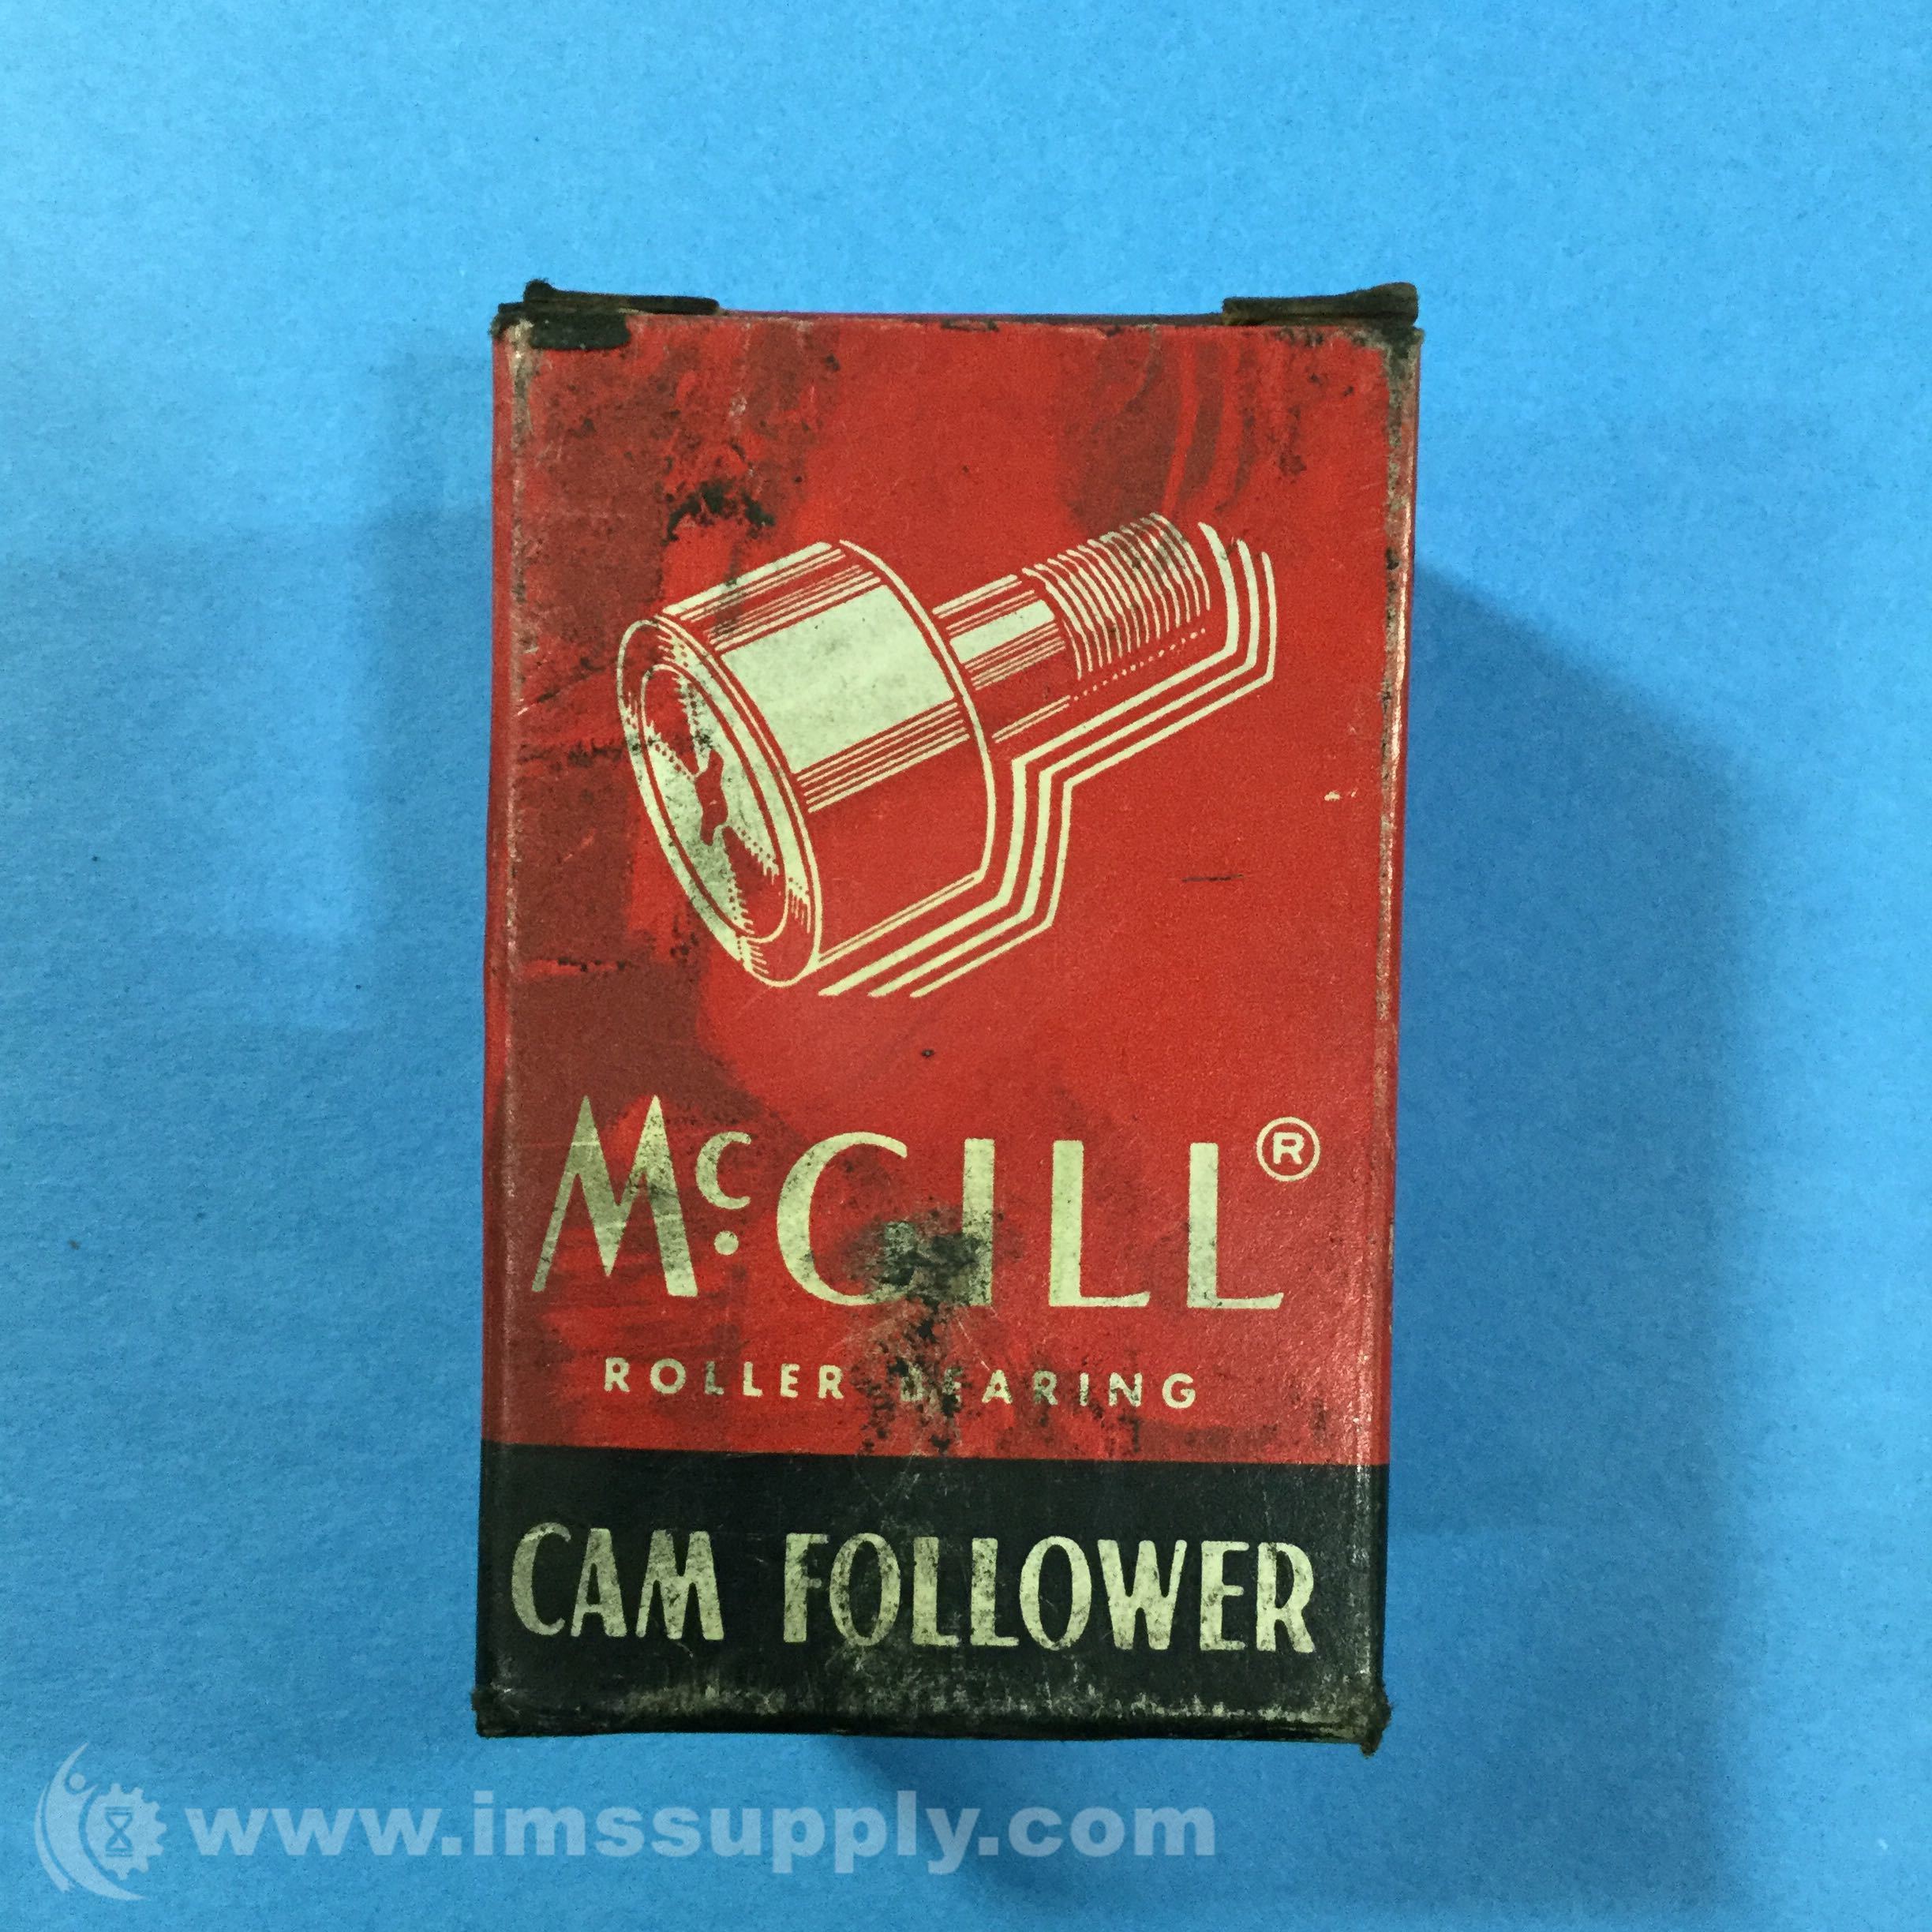 McGILL®
ROLLER BEARING
CAM FOLLOWER
www.imssupply.com